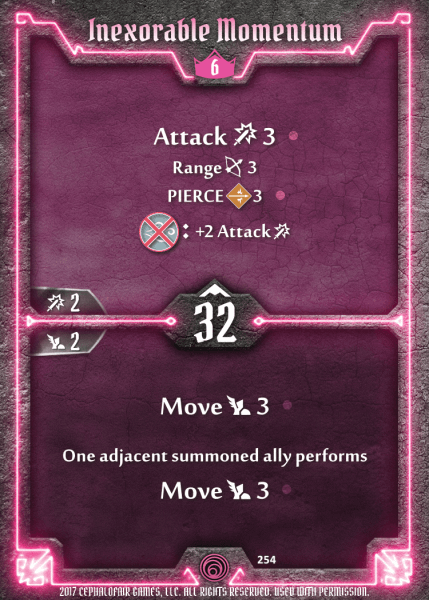 Inexorable Momentum
6
Attack 3
Range 3
PIERCE 3
: +2 Attack
2
32
2
Move 3
One adjacent summoned ally performs
Move 3
254
2017 CEPHALOFAIR GAMES, LLC. ALL RIGHTS RESERVED. USED WITH PERMISSION.